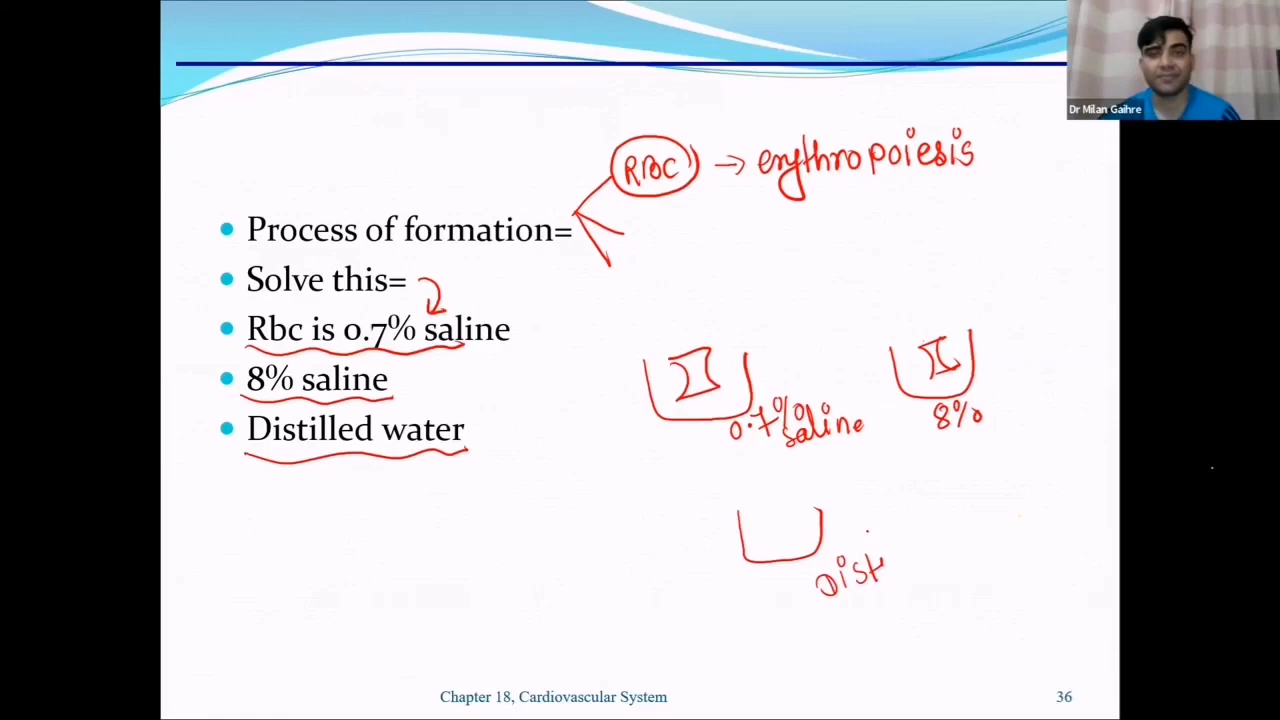 Dr Milan Gaihre
RBC → erythropoiesis
Process of formation=
Solve this=
Rbc is 0.7% saline
8% saline
Distilled water
0.7% saline
8%
Dist
Chapter 18, Cardiovascular System
36